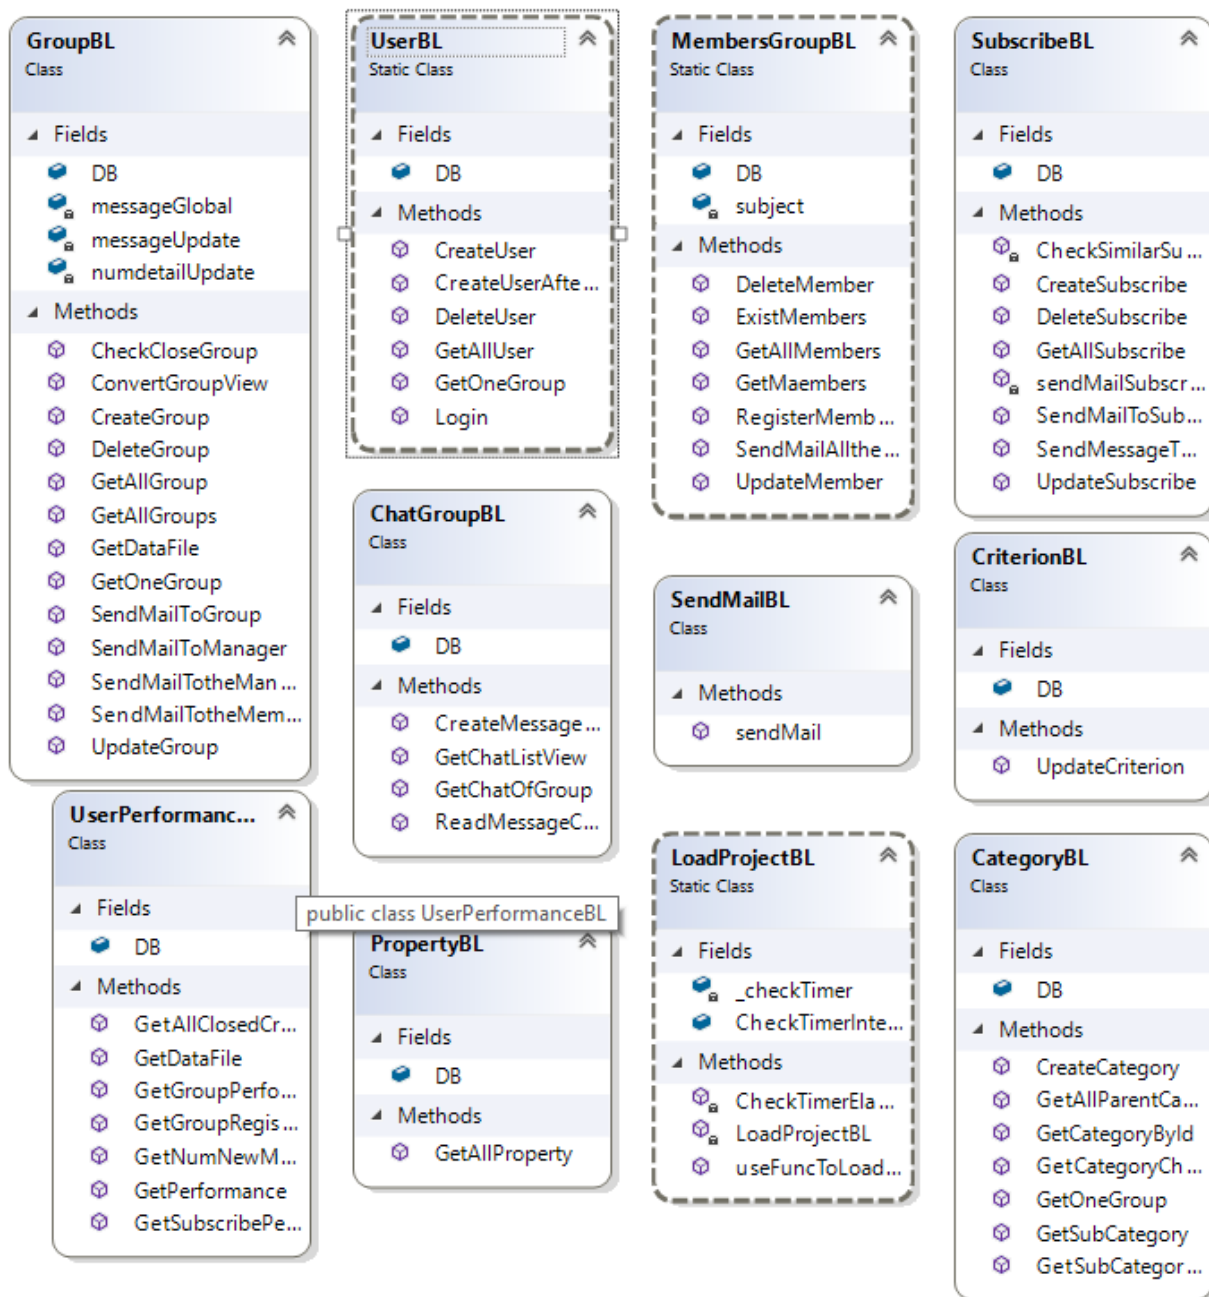 GroupBL
Class
Fields
DB
messageGlobal
messageUpdate
numdetailUpdate
Methods
CheckCloseGroup
ConvertGroupView
CreateGroup
DeleteGroup
GetAllGroup
GetAllGroups
GetDataFile
GetOneGroup
SendMailToGroup
SendMailToManager
SendMailTotheMan...
SendMailTotheMem...
UpdateGroup
UserPerformanc...
Class
Fields
DB
Methods
GetAllClosedCr...
GetDataFile
GetGroupPerfo...
GetGroupRegis...
GetNumNewM...
GetPerformance
GetSubscribePe...
UserBL
Static Class
Fields
DB
Methods
CreateUser
CreateUserAfte...
DeleteUser
GetAllUser
GetOneGroup
Login
ChatGroupBL
Class
Fields
DB
Methods
CreateMessage...
GetChatListView
GetChatOfGroup
ReadMessageC...
public class UserPerformanceBL
PropertyBL
Class
Fields
DB
Methods
GetAllProperty
MembersGroupBL
Static Class
Fields
DB
subject
Methods
DeleteMember
ExistMembers
GetAllMembers
GetMaembers
RegisterMemb...
SendMailAllthe...
UpdateMember
SendMailBL
Class
Methods
sendMail
LoadProjectBL
Static Class
Fields
_checkTimer
CheckTimerInte...
Methods
CheckTimerEla...
LoadProjectBL
useFuncToLoad...
SubscribeBL
Class
Fields
DB
Methods
CheckSimilarSu...
CreateSubscribe
DeleteSubscribe
GetAllSubscribe
sendMailSubscr...
SendMailToSub...
SendMessageT...
UpdateSubscribe
CriterionBL
Class
Fields
DB
Methods
UpdateCriterion
CategoryBL
Class
Fields
DB
Methods
CreateCategory
GetAllParentCa...
GetCategoryById
GetCategoryCh...
GetOneGroup
GetSubCategory
GetSubCategor...